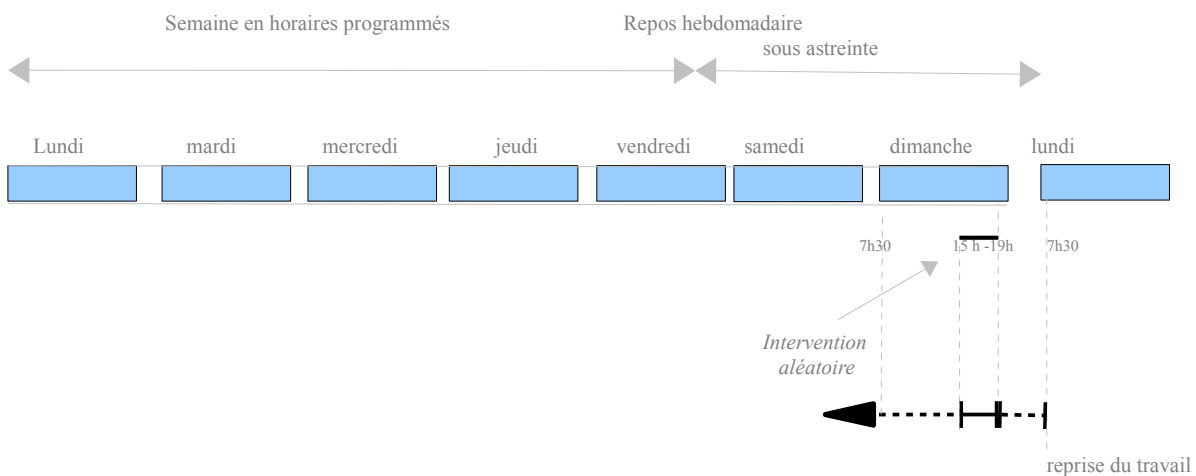 Semaine en horaires programmés
Repos hebdomadaire
sous astreinte
Lundi mardi mercredi jeudi vendredi samedi dimanche lundi
7h30 15 h -19h 7h30
Intervention
aléatoire
reprise du travail